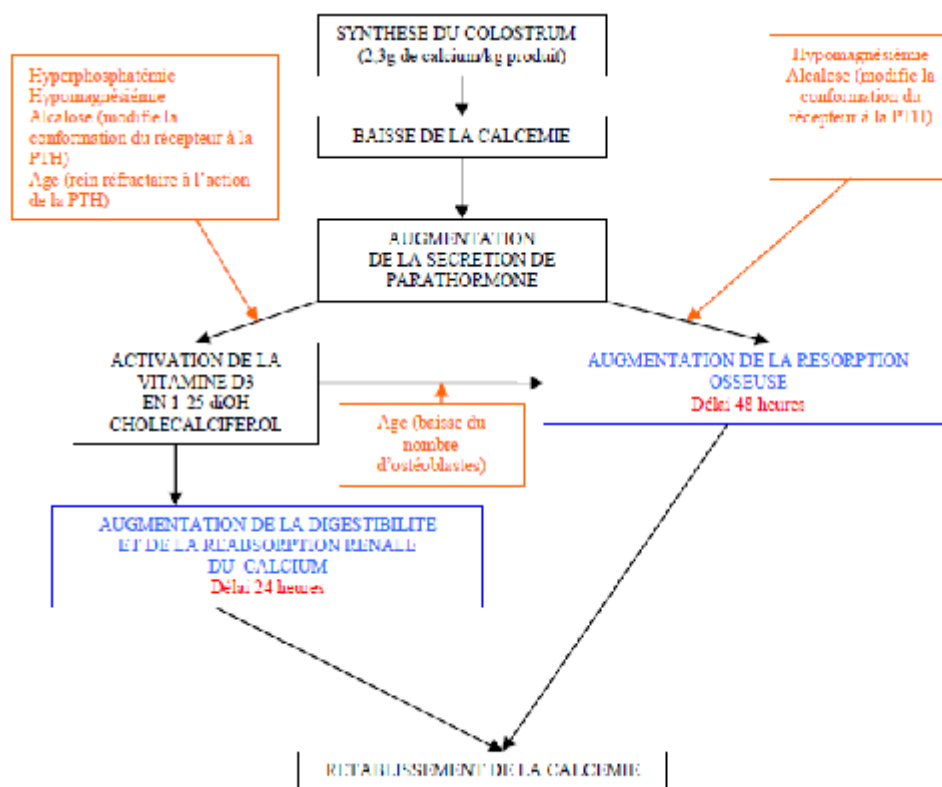 SYNTHESE DU COLOSTRUM
(2,3g de calcium/kg produit)
Hyperphosphatémie
Hypomagnésiémie
Alcalose (modifie la
conformation du récepteur à la
PTH)
Age (rein réfractaire à l'action
de la PTH)
Hypomagnésiémie
Alcalose (modifie la
conformation du
récepteur à la PTH)
BAISSE DE LA CALCEMIE
AUGMENTATION
DE LA SECRETION DE
PARATHORMONE
ACTIVATION DE LA
VITAMINE D3
EN 1-25 diOH
CHOLECALCIFEROL
AUGMENTATION DE LA RESORPTION
OSSEUSE
Délai 48 heures
Age (baisse du
nombre
d'ostéoblastes)
AUGMENTATION DE LA DIGESTIBILITE
ET DE LA REABSORPTION RENALE
DU CALCIUM
Délai 24 heures
RETABLISSEMENT DE LA CALCEMIE